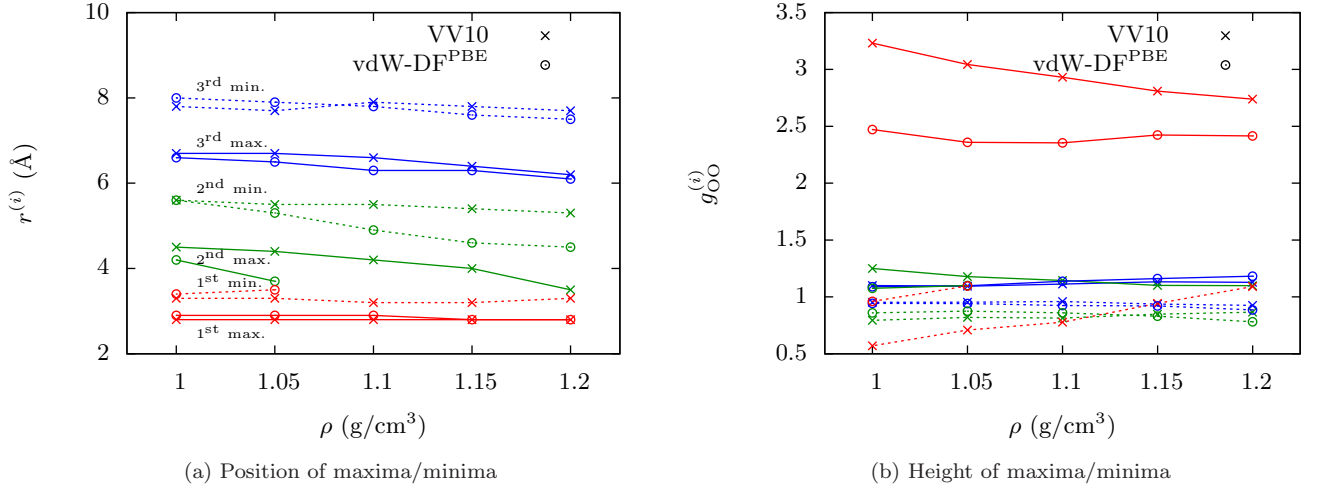 10
8
6
4
2
r^(i) (Å)
VV10
vdW-DF^PBE
3^rd min.
3^rd max.
2^nd min.
2^nd max.
1^st min.
1^st max.
1
1.05
1.1
1.15
1.2
ρ (g/cm^3)
(a) Position of maxima/minima
3.5
3
2.5
2
1.5
1
0.5
g_OO^(i)
VV10
vdW-DF^PBE
1
1.05
1.1
1.15
1.2
ρ (g/cm^3)
(b) Height of maxima/minima